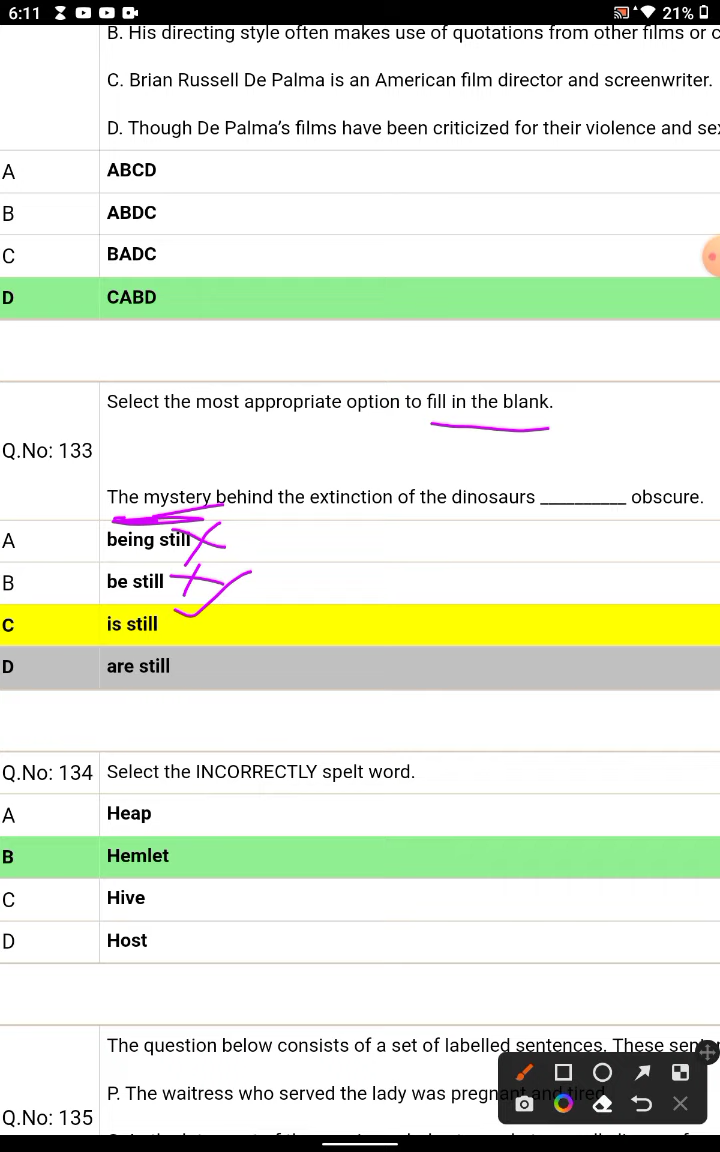 6:11 21%
B. His directing style often makes use of quotations from other films or
C. Brian Russell De Palma is an American film director and screenwriter.
D. Though De Palma's films have been criticized for their violence and
A ABCD
B ABDC
C BADC
D CABD
Select the most appropriate option to fill in the blank.
Q.No: 133
The mystery behind the extinction of the dinosaurs __________ obscure.
A being still
B be still
C is still
D are still
Q.No: 134 Select the INCORRECTLY spelt word.
A Heap
B Hemlet
C Hive
D Host
The question below consists of a set of labelled sentences. These
P. The waitress who served the lady was pregnant and tired
Q.No: 135